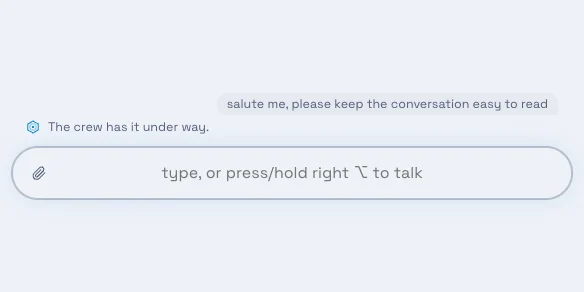 salute me, please keep the conversation easy to read
The crew has it under way.
type, or press/hold right ⌥ to talk